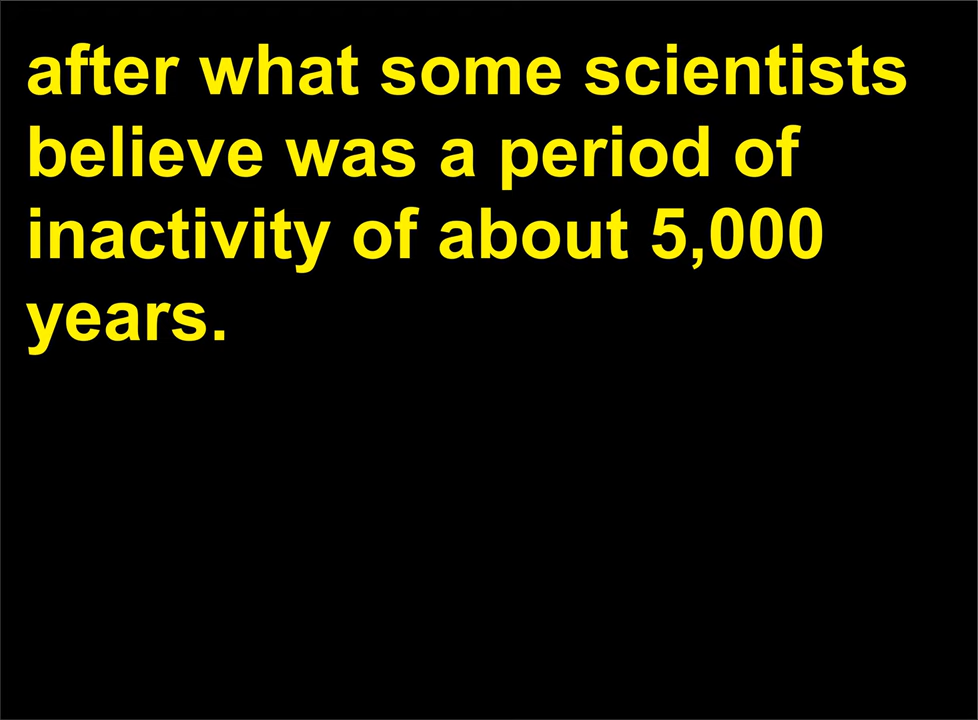 after what some scientists
believe was a period of
inactivity of about 5,000
years.